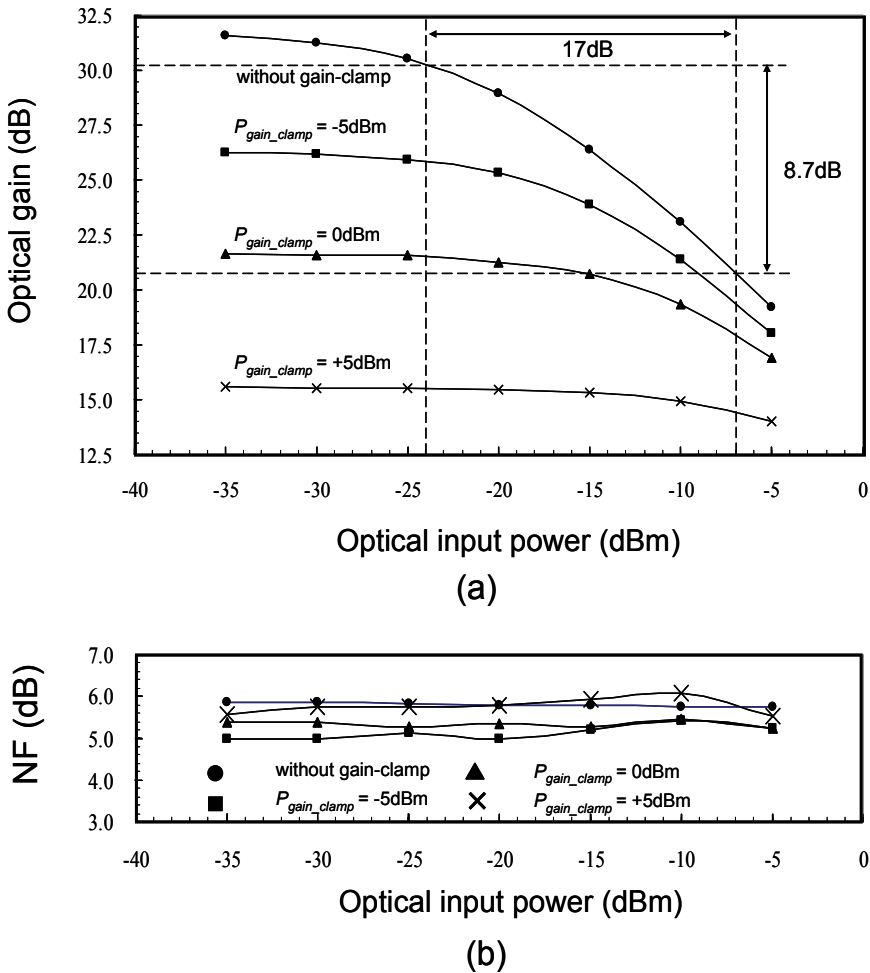 32.5
30.0
27.5
25.0
22.5
20.0
17.5
15.0
12.5
Optical gain (dB)
17dB
8.7dB
without gain-clamp
Pgain_clamp = -5dBm
Pgain_clamp = 0dBm
Pgain_clamp = +5dBm
-40 -35 -30 -25 -20 -15 -10 -5 0
Optical input power (dBm)
(a)
7.0
6.0
5.0
4.0
3.0
NF (dB)
without gain-clamp
Pgain_clamp = 0dBm
Pgain_clamp = -5dBm
Pgain_clamp = +5dBm
-40 -35 -30 -25 -20 -15 -10 -5 0
Optical input power (dBm)
(b)